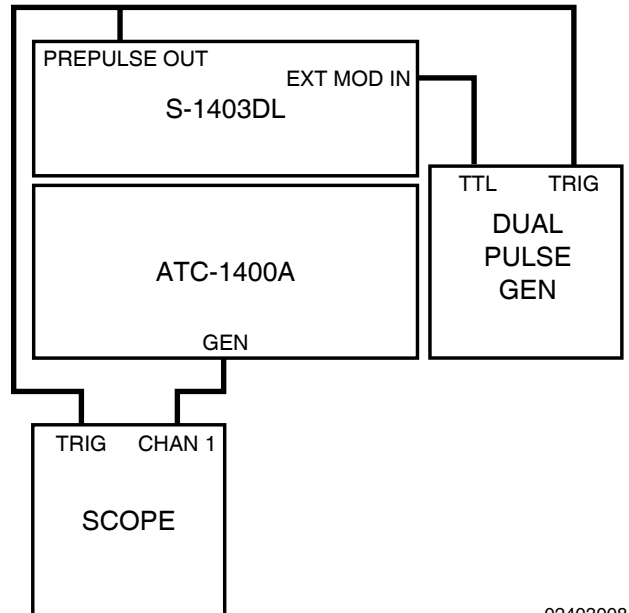 PREPULSE OUT
EXT MOD IN
S-1403DL
TTL TRIG
DUAL
PULSE
GEN
ATC-1400A
GEN
TRIG CHAN 1
SCOPE